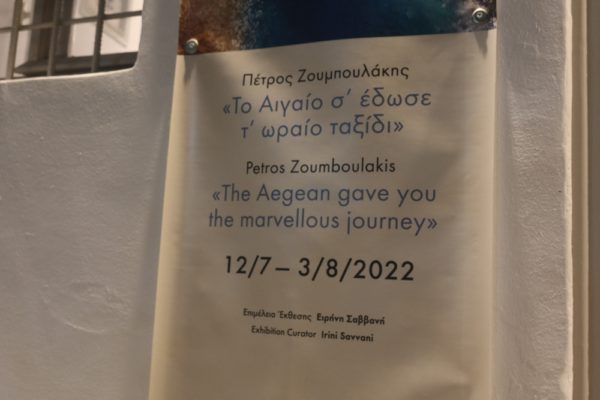 Πέτρος Ζουμπουλάκης
«Το Αιγαίο σ’ έδωσε
τ’ ωραίο ταξίδι»
Petros Zoumboulakis
«The Aegean gave you
the marvellous journey»
12/7 – 3/8/2022
Επιμέλεια Έκθεσης Ειρήνη Σαββανή
Exhibition Curator Irini Savvani